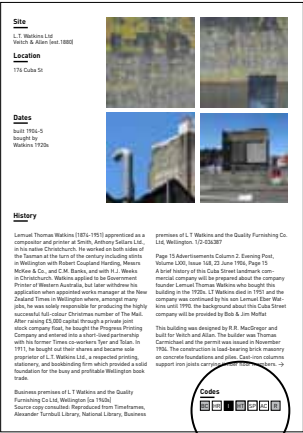 Site
L.T. Watkins Ltd
Veitch & Allen (est.1880)
Location
176 Cuba St
Dates
built 1904-5
bought by
Watkins 1920s
History
Lemuel Thomas Watkins (1874-1951) apprenticed as a
compositor and printer at Smith, Anthony Sellars Ltd.,
in his native Christchurch. He worked on both sides of
the Tasman at the turn of the century including stints
in Wellington with Robert Coupland Harding, Messrs
McKee & Co., and C.M. Banks, and with H.J. Weeks
in Christchurch. Watkins applied to be Government
Printer of Western Australia, but later withdrew his
application when appointed works manager at the New
Zealand Times in Wellington where, amongst many
jobs, he was solely responsible for producing the highly
successful full-colour Christmas number of The Mail.
After raising £5,000 capital through a private joint
stock company float, he bought the Progress Printing
Company and entered into a short-lived partnership
with his former Times co-workers Tyer and Tolan. In
1911, he bought out their shares and became sole
proprietor of L.T. Watkins Ltd., a respected printing,
stationery, and bookbinding firm which provided a solid
foundation for the busy and profitable Wellington book
trade.
Business premises of L T Watkins and the Quality
Furnishing Co Ltd, Wellington [ca 1960s]
Source copy consulted: Reproduced from Timeframes,
Alexander Turnbull Library, National Library, Business
premises of L T Watkins and the Quality Furnishing Co.
Ltd, Wellington. 1/2-036387
Page 15 Advertisements Column 2. Evening Post,
Volume LXXI, Issue 148, 23 June 1906, Page 15
A brief history of this Cuba Street landmark com-
mercial company will be prepared about the company
founder Lemuel Thomas Watkins who bought this
building in the 1920s. LT Watkins died in 1951 and the
company was continued by his son Lemuel Eber Wat-
kins until 1990. the background about this Cuba Street
company will be provided by Bob & Jim Moffat
This building was designed by R.R. MacGregor and
built for Veitch and Allan. The builder was Thomas
Carmichael and the permit was issued in November
1904. The construction is load-bearing brick masonry
on concrete foundations and piles. Cast-iron columns
support iron joists carrying timber floor members. →
Codes
BC HR I HT SP AC R